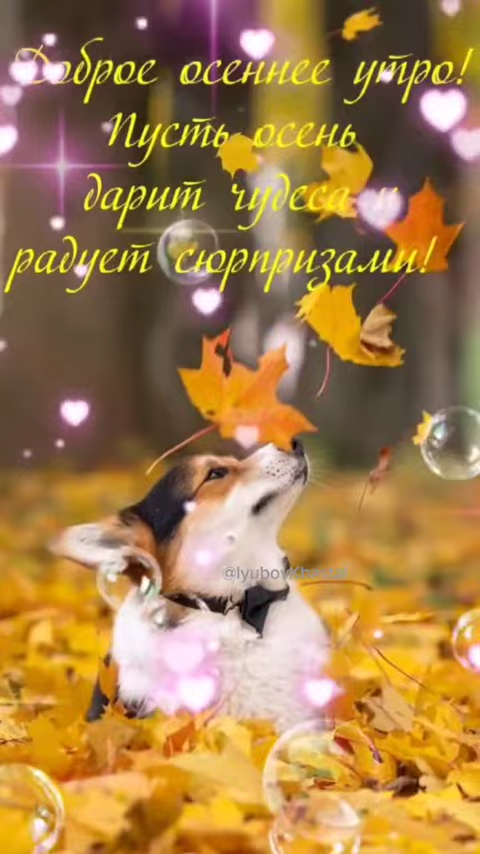 Доброе осеннее утро!
Пусть осень
дарит чудеса и
радует сюрпризами!